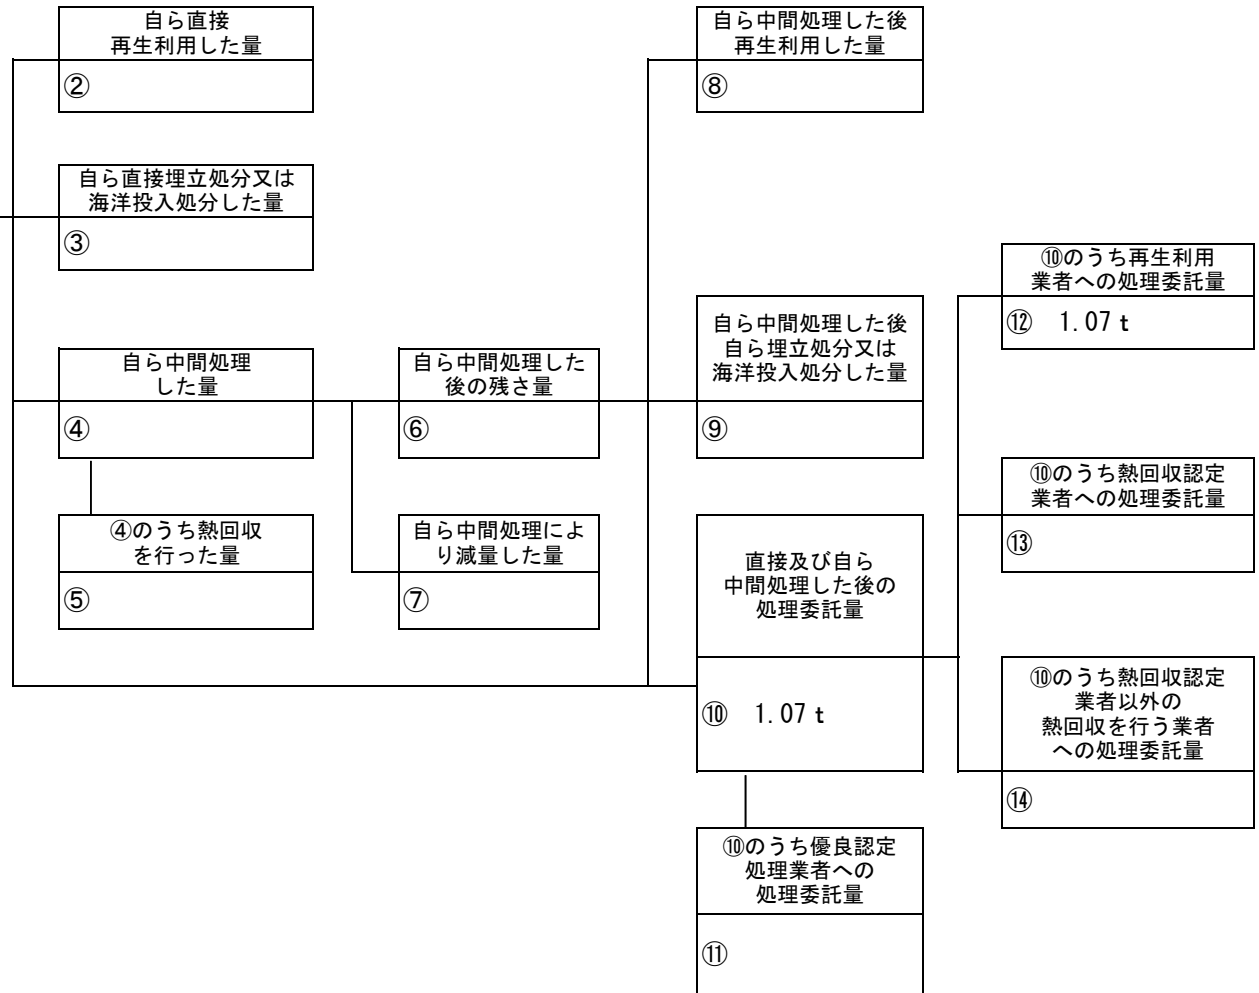 自ら直接
再生利用した量
②
自ら直接埋立処分又は
海洋投入処分した量
③
自ら中間処理
した量
④
④のうち熱回収
を行った量
⑤
自ら中間処理した
後の残さ量
⑥
自ら中間処理によ
り減量した量
⑦
自ら中間処理した後
再生利用した量
⑧
自ら中間処理した後
自ら埋立処分又は
海洋投入処分した量
⑨
直接及び自ら
中間処理した後の
処理委託量
⑩ 1.07 t
⑩のうち優良認定
処理業者への
処理委託量
⑪
⑩のうち再生利用
業者への処理委託量
⑫ 1.07 t
⑩のうち熱回収認定
業者への処理委託量
⑬
⑩のうち熱回収認定
業者以外の
熱回収を行う業者
への処理委託量
⑭